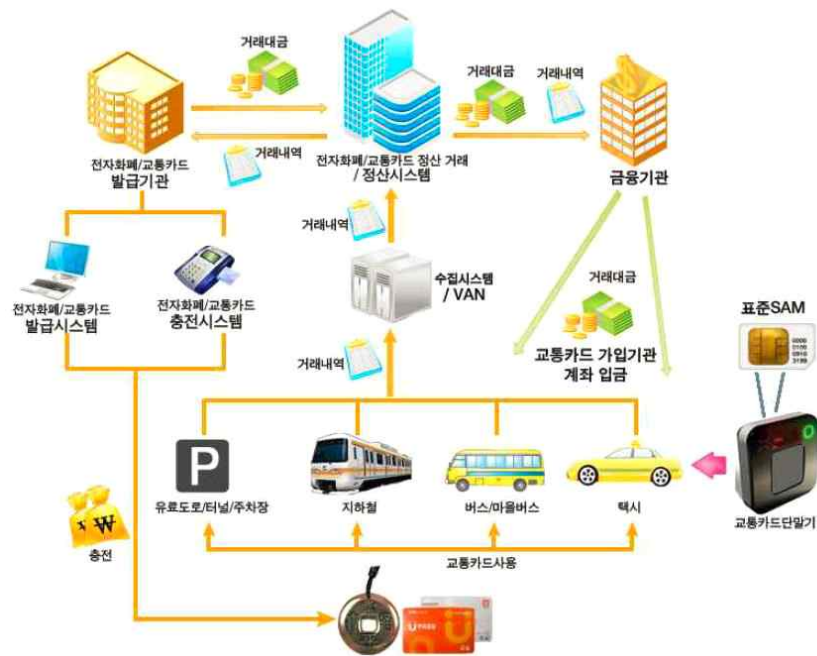 거래대금
거래대금
거래내역
거래내역
전자화폐/교통카드
발급기관
전자화폐/교통카드 정산 거래
/ 정산시스템
금융기관
거래내역
수집시스템
/ VAN
전자화폐/교통카드
발급시스템
전자화폐/교통카드
충전시스템
거래대금
교통카드 가입기관
계좌 입금
표준SAM
거래내역
P
유료도로/터널/주차장
지하철
버스/마을버스
택시
교통카드단말기
₩
충전
교통카드사용
U PASS